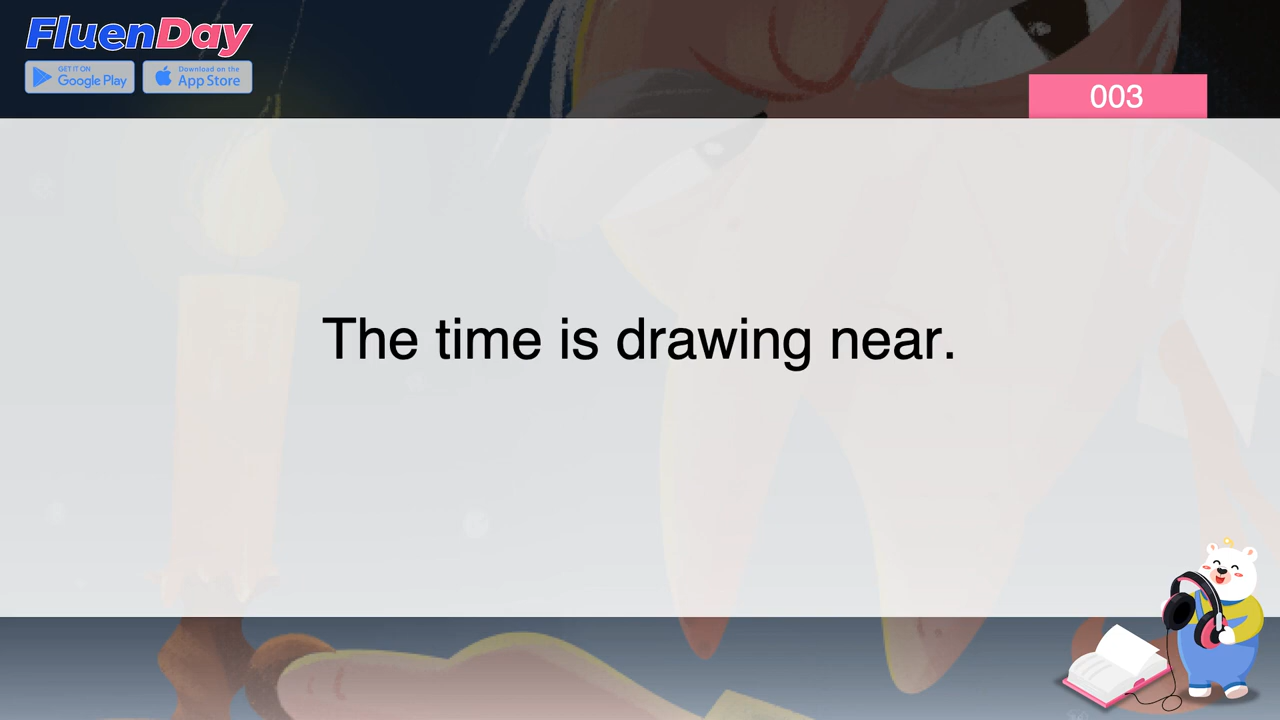 FluenDay
GET IT ON
Google Play
Download on the
App Store
003
The time is drawing near.